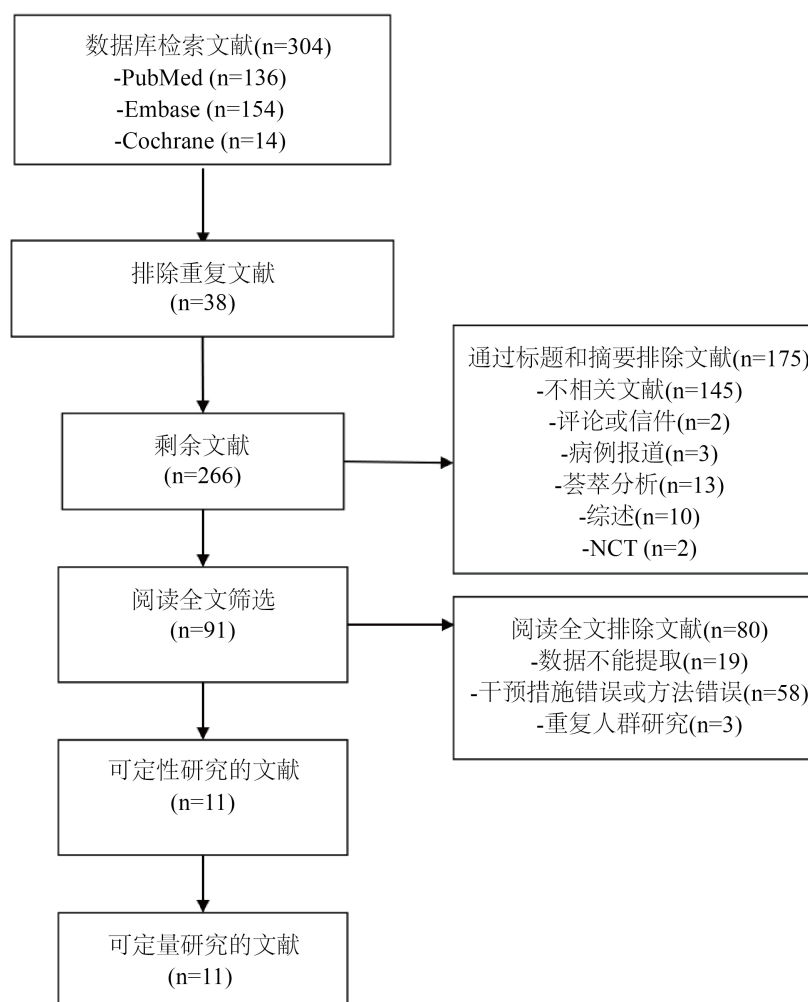 数据库检索文献(n=304)
-PubMed (n=136)
-Embase (n=154)
-Cochrane (n=14)
排除重复文献
(n=38)
剩余文献
(n=266)
通过标题和摘要排除文献(n=175)
-不相关文献(n=145)
-评论或信件(n=2)
-病例报道(n=3)
-荟萃分析(n=13)
-综述(n=10)
-NCT (n=2)
阅读全文筛选
(n=91)
阅读全文排除文献(n=80)
-数据不能提取(n=19)
-干预措施错误或方法错误(n=58)
-重复人群研究(n=3)
可定性研究的文献
(n=11)
可定量研究的文献
(n=11)